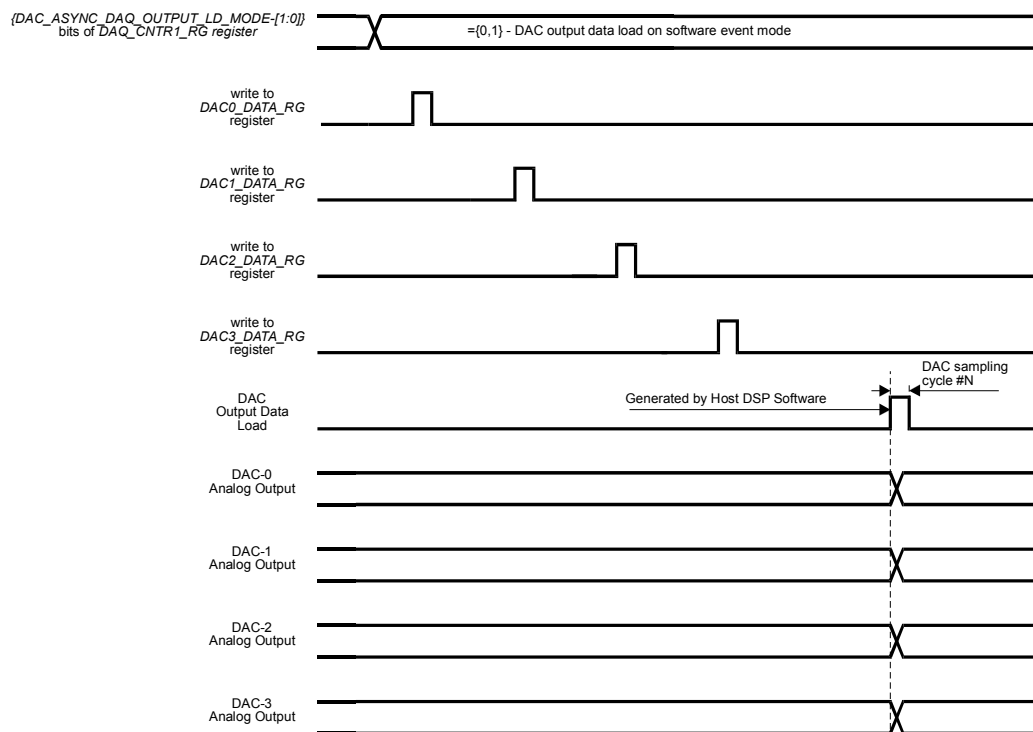 {DAC_ASYNC_DAQ_OUTPUT_LD_MODE-[1:0]}
bits of DAQ_CNTR1_RG register
={0,1} - DAC output data load on software event mode
write to
DAC0_DATA_RG
register
write to
DAC1_DATA_RG
register
write to
DAC2_DATA_RG
register
write to
DAC3_DATA_RG
register
DAC sampling
cycle #N
DAC
Output Data
Load
Generated by Host DSP Software
DAC-0
Analog Output
DAC-1
Analog Output
DAC-2
Analog Output
DAC-3
Analog Output